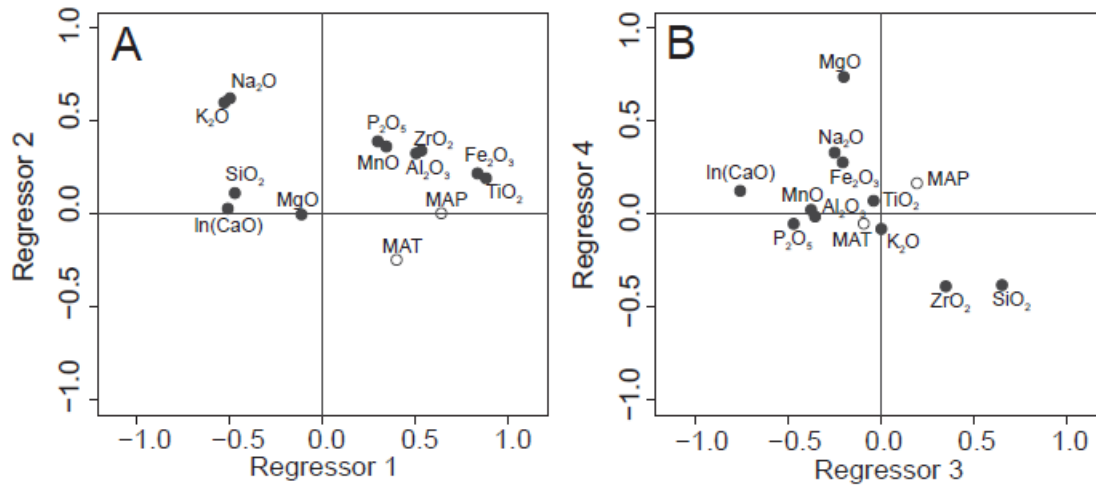 A
1.0
0.5
0.0
−0.5
−1.0
Regressor 2
Na₂O
K₂O
P₂O₅
ZrO₂
MnO
Al₂O₃
Fe₂O₃
TiO₂
SiO₂
MgO
MAP
In(CaO)
MAT
−1.0 −0.5 0.0 0.5 1.0
Regressor 1
B
1.0
0.5
0.0
−0.5
−1.0
Regressor 4
MgO
Na₂O
In(CaO)
Fe₂O₃
MAP
MnO
Al₂O₃
TiO₂
P₂O₅
MAT
K₂O
ZrO₂
SiO₂
−1.0 −0.5 0.0 0.5 1.0
Regressor 3